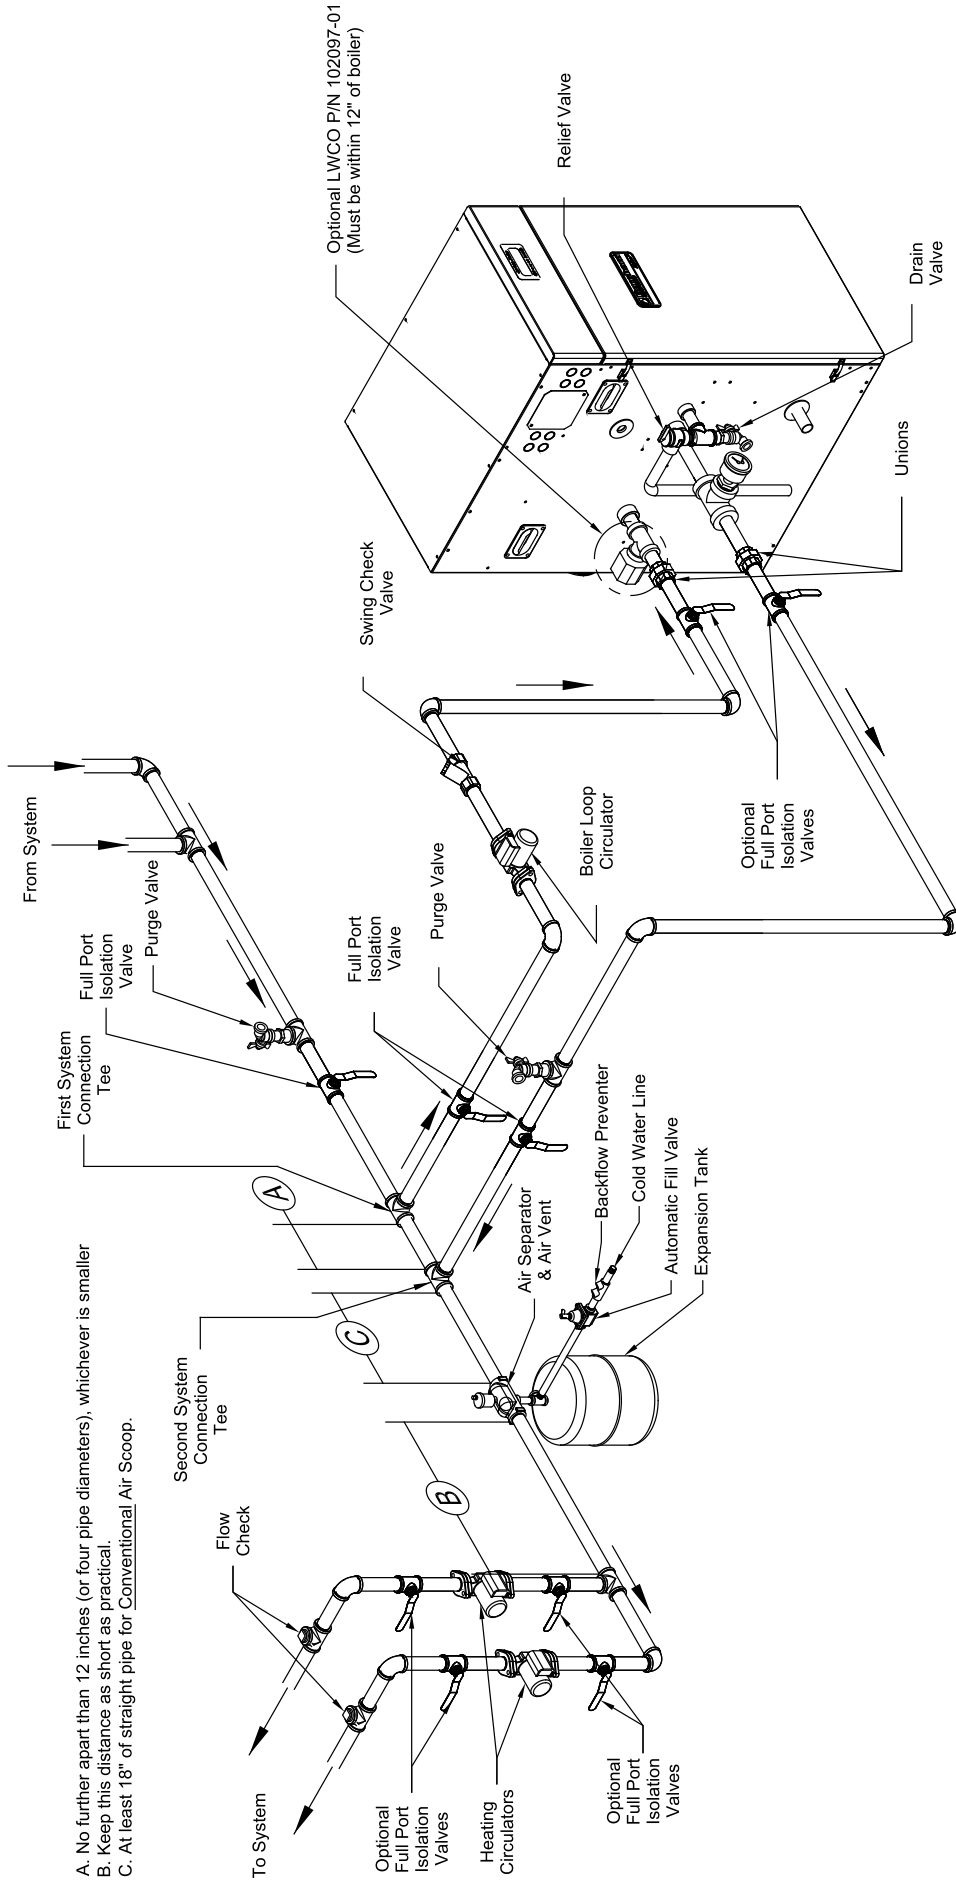 A. No further apart than 12 inches (or four pipe diameters), whichever is smaller
B. Keep this distance as short as practical.
C. At least 18" of straight pipe for Conventional Air Scoop.
To System
Flow
Check
Optional
Full Port
Isolation
Valves
Heating
Circulators
Optional
Full Port
Isolation
Valves
B
Second System
Connection
Tee
C
A
First System
Connection
Tee
Full Port
Isolation
Valve
Purge Valve
From System
Air Separator
& Air Vent
Backflow Preventer
Cold Water Line
Automatic Fill Valve
Expansion Tank
Full Port
Isolation
Valve
Purge Valve
Boiler Loop
Circulator
Swing Check
Valve
Optional
Full Port
Isolation
Valves
Unions
Drain
Valve
Relief Valve
Optional LWCO P/N 102097-01
(Must be within 12" of boiler)